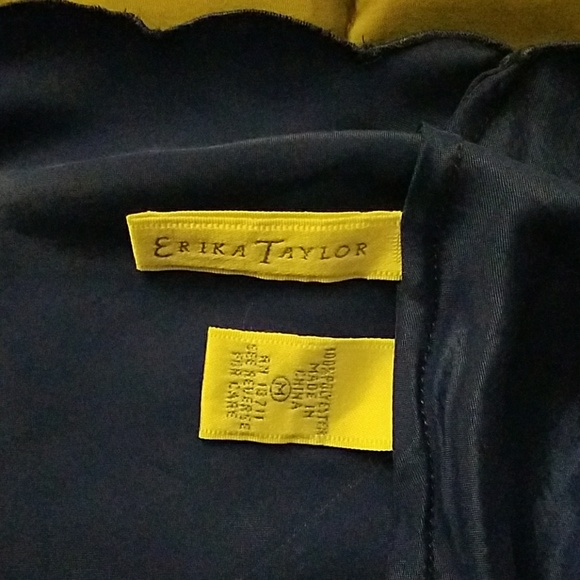 ERIKA TAYLOR
100% POLYESTER
MADE IN
CHINA
M
RN 13711
SEE REVERSE
FOR CARE